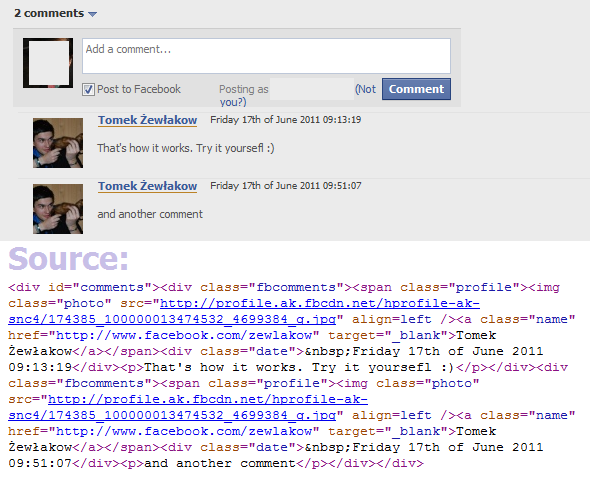 2 comments
Add a comment...
Post to Facebook Posting as (Not you?) Comment
Tomek Żewłakow Friday 17th of June 2011 09:13:19
That's how it works. Try it yoursefl :)
Tomek Żewłakow Friday 17th of June 2011 09:51:07
and another comment
Source:
<div id="comments"><div class="fbcomments"><span class="profile"><img
class="photo" src="http://profile.ak.fbcdn.net/hprofile-ak-
snc4/174385_100000013474532_4699384_q.jpg" align=left /><a class="name"
href="http://www.facebook.com/zewlakow" target="_blank">Tomek
Żewłakow</a></span><div class="date">&nbsp;Friday 17th of June 2011
09:13:19</div><p>That's how it works. Try it yoursefl :)</p></div><div
class="fbcomments"><span class="profile"><img class="photo"
src="http://profile.ak.fbcdn.net/hprofile-ak-
snc4/174385_100000013474532_4699384_q.jpg" align=left /><a class="name"
href="http://www.facebook.com/zewlakow" target="_blank">Tomek
Żewłakow</a></span><div class="date">&nbsp;Friday 17th of June 2011
09:51:07</div><p>and another comment</p></div></div>